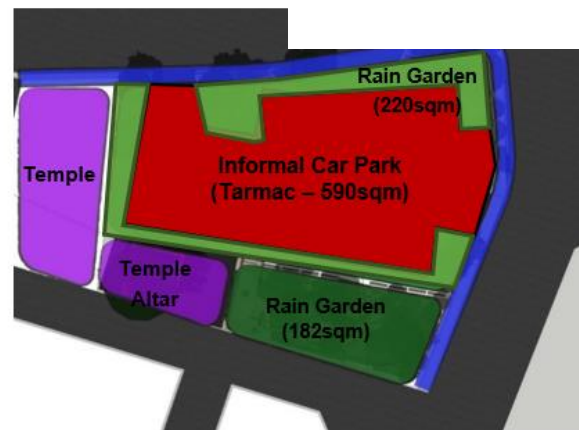 Rain Garden
(220sqm)
Temple
Informal Car Park
(Tarmac – 590sqm)
Temple
Altar
Rain Garden
(182sqm)